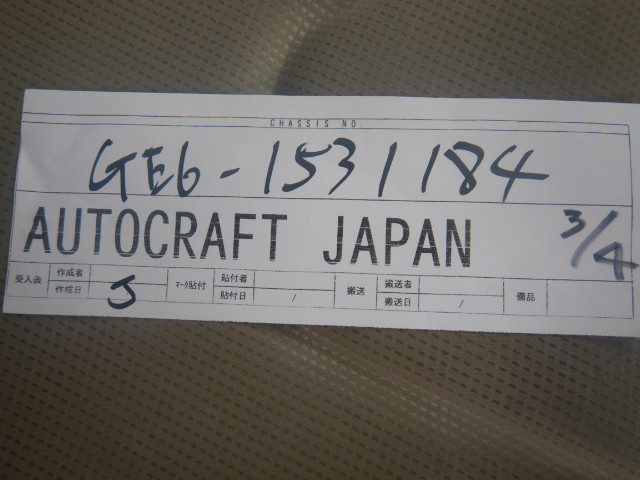 CHASSIS NO.
GE6-1531184
AUTOCRAFT JAPAN 3/4
受入表 作成者 マーク貼付 貼付者 搬送 搬送者 備品
作成日 J 貼付日 / 搬送日 /